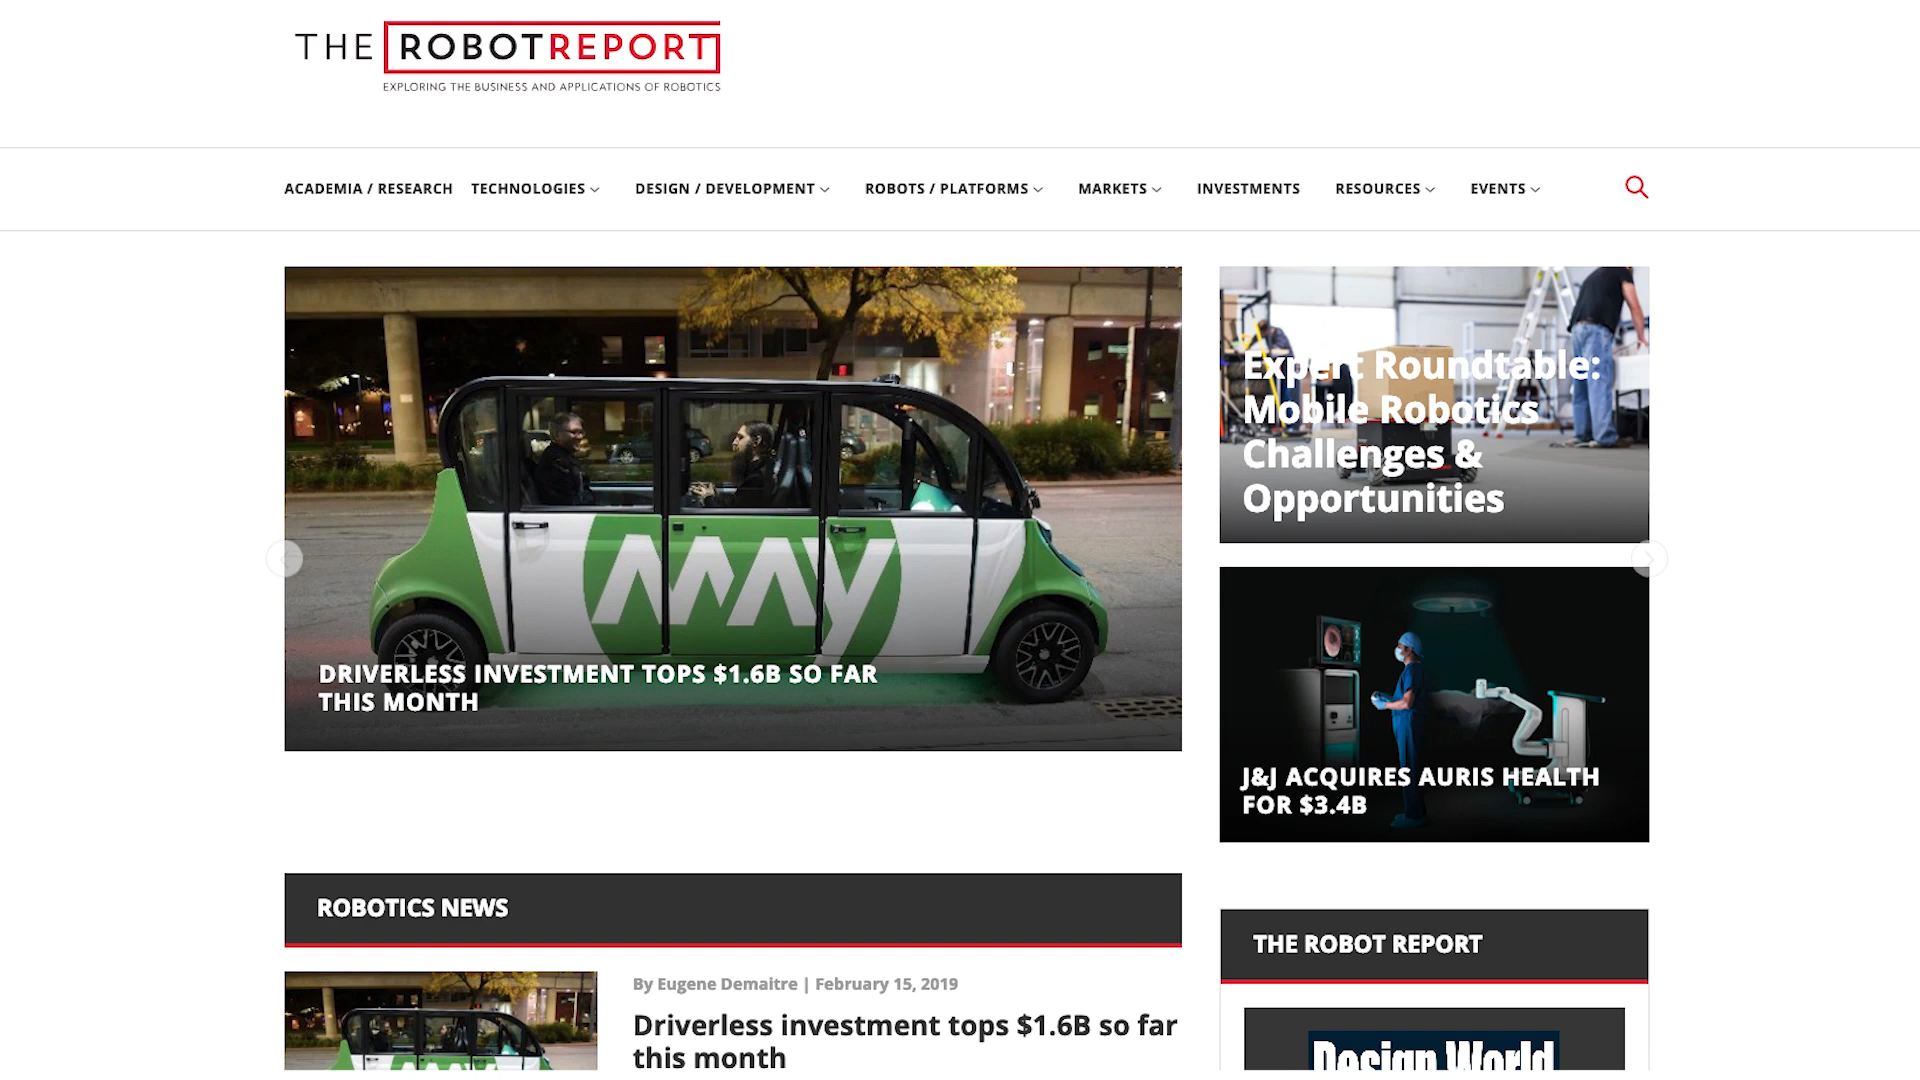 THE ROBOTREPORT
EXPLORING THE BUSINESS AND APPLICATIONS OF ROBOTICS
ACADEMIA / RESEARCH TECHNOLOGIES DESIGN / DEVELOPMENT ROBOTS / PLATFORMS MARKETS INVESTMENTS RESOURCES EVENTS
MAY
DRIVERLESS INVESTMENT TOPS $1.6B SO FAR
THIS MONTH
Expert Roundtable:
Mobile Robotics
Challenges &
Opportunities
J&J ACQUIRES AURIS HEALTH
FOR $3.4B
ROBOTICS NEWS
By Eugene Demaitre | February 15, 2019
Driverless investment tops $1.6B so far
this month
THE ROBOT REPORT
Design World